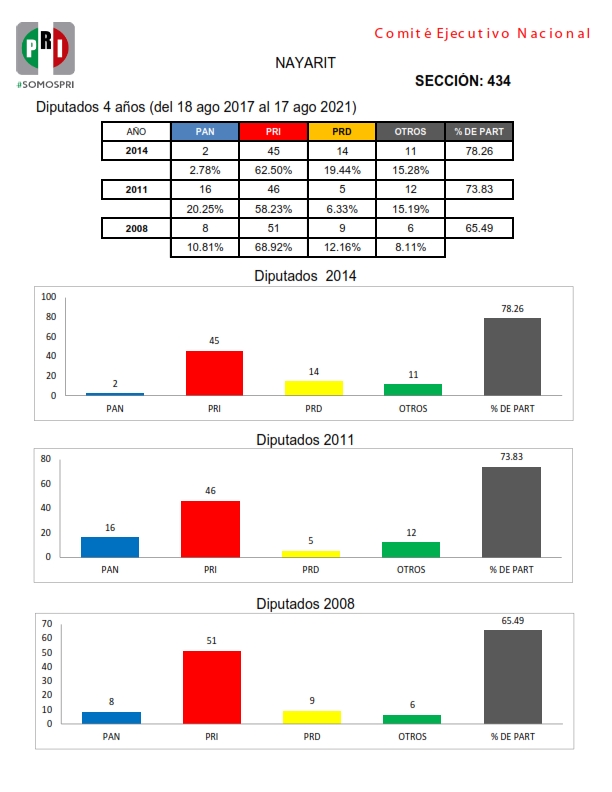 Comité Ejecutivo Nacional
PRI
#SOMOSPRI
NAYARIT
SECCIÓN: 434
Diputados 4 años (del 18 ago 2017 al 17 ago 2021)
AÑO PAN PRI PRD OTROS % DE PART
2014 2 45 14 11 78.26
2.78% 62.50% 19.44% 15.28%
2011 16 46 5 12 73.83
20.25% 58.23% 6.33% 15.19%
2008 8 51 9 6 65.49
10.81% 68.92% 12.16% 8.11%
Diputados 2014
100
80
60
40
20
0
2 45 14 11 78.26
PAN PRI PRD OTROS % DE PART
Diputados 2011
80
60
40
20
0
16 46 5 12 73.83
PAN PRI PRD OTROS % DE PART
Diputados 2008
70
60
50
40
30
20
10
0
8 51 9 6 65.49
PAN PRI PRD OTROS % DE PART